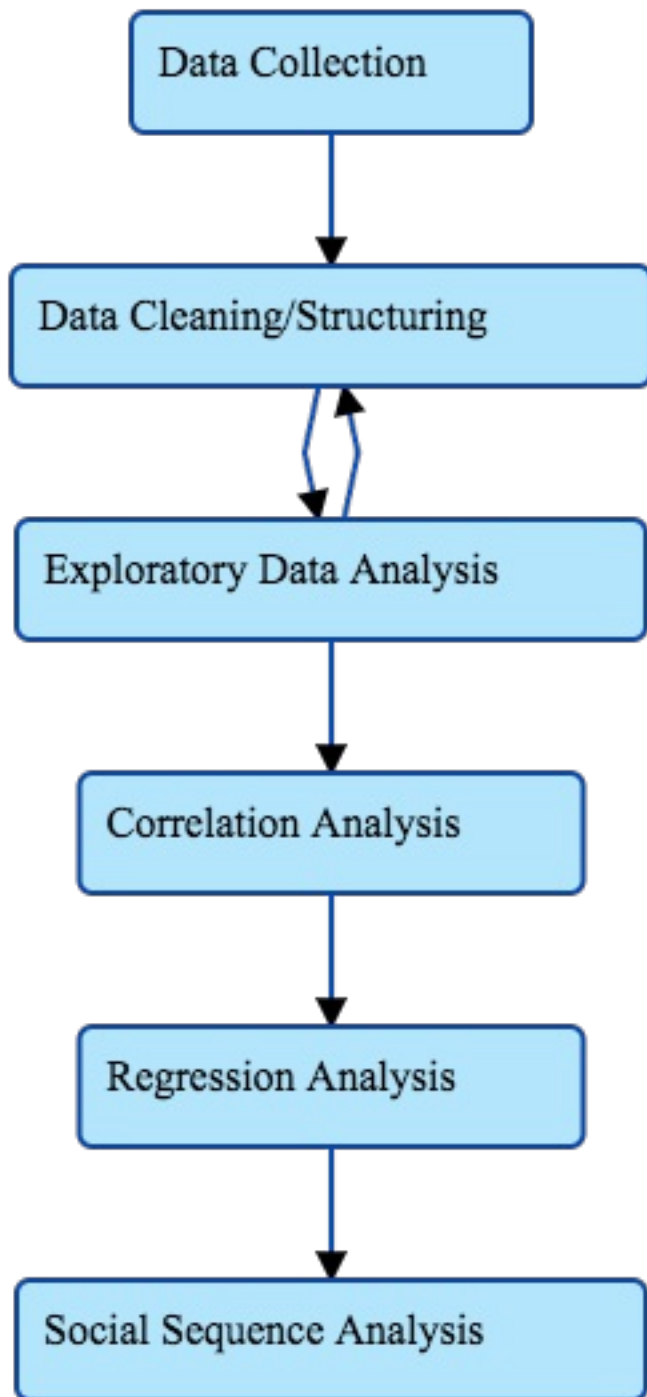 Data Collection
Data Cleaning/Structuring
Exploratory Data Analysis
Correlation Analysis
Regression Analysis
Social Sequence Analysis